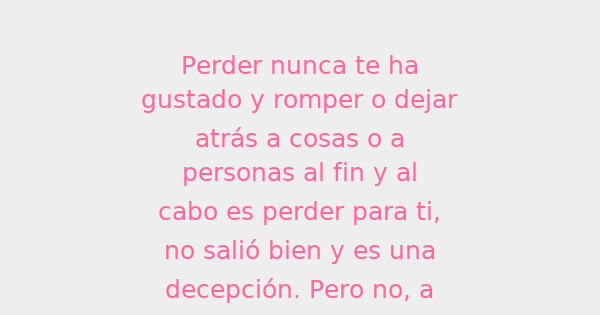 Perder nunca te ha
gustado y romper o dejar
atrás a cosas o a
personas al fin y al
cabo es perder para ti,
no salió bien y es una
decepción. Pero no, a